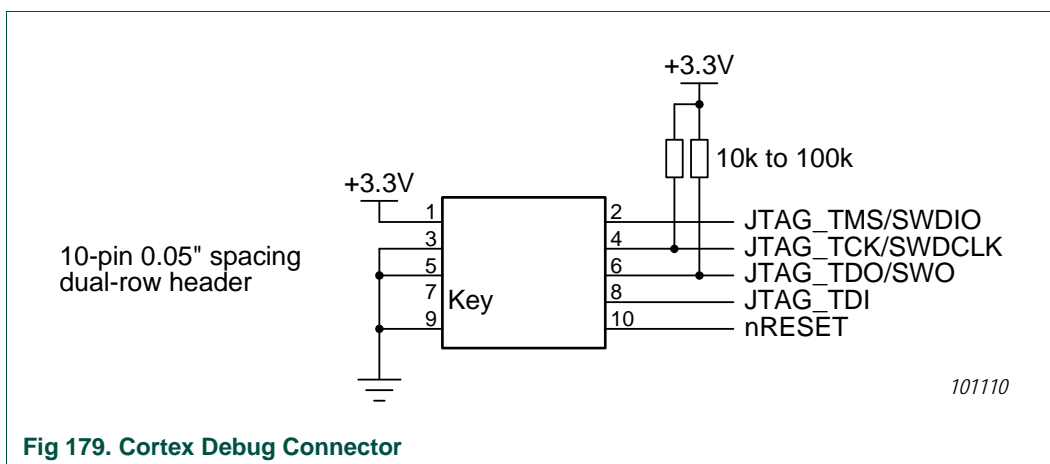 +3.3V
10k to 100k
+3.3V
1
2
JTAG_TMS/SWDIO
3
4
JTAG_TCK/SWDCLK
10-pin 0.05" spacing
dual-row header
5
6
JTAG_TDO/SWO
7
Key
8
JTAG_TDI
9
10
nRESET
101110
Fig 179. Cortex Debug Connector